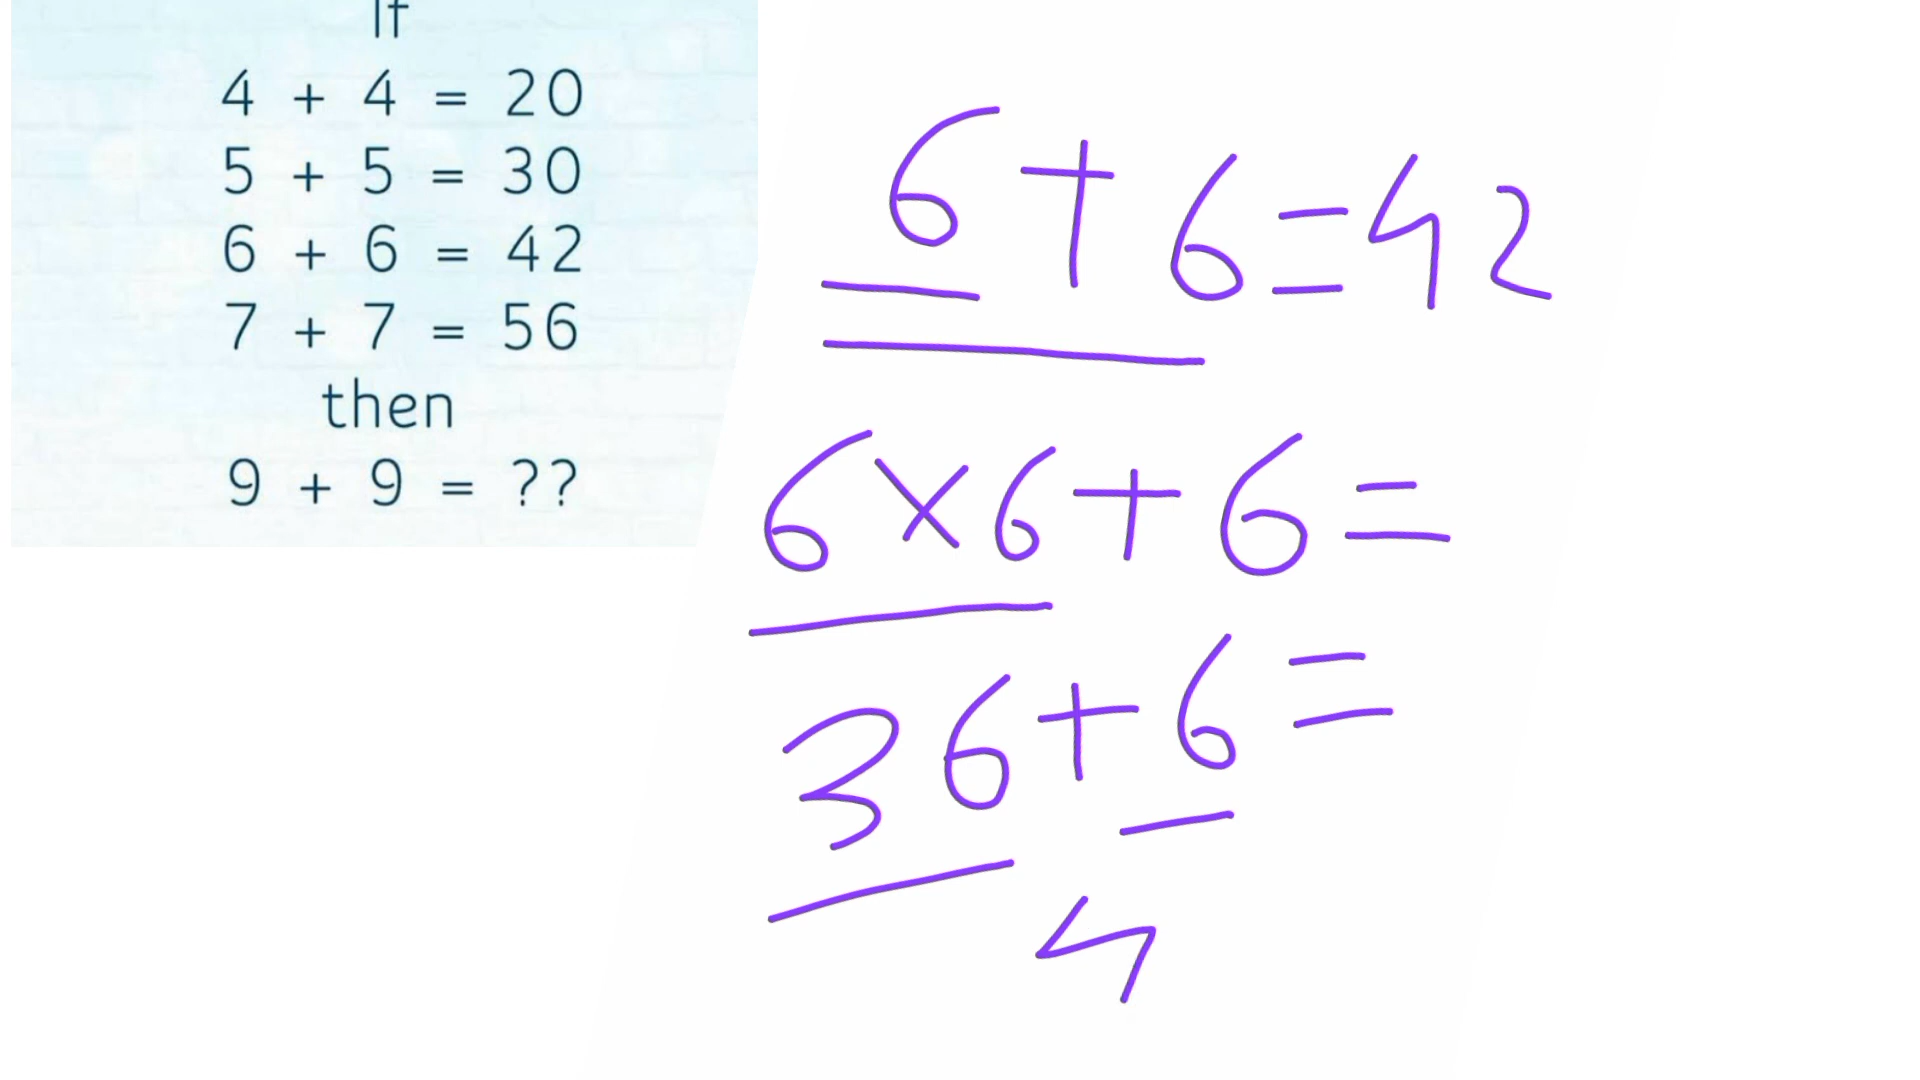 If
4 + 4 = 20
5 + 5 = 30
6 + 6 = 42
7 + 7 = 56
then
9 + 9 = ??
6+6=42
6×6+6=
36+6=
4